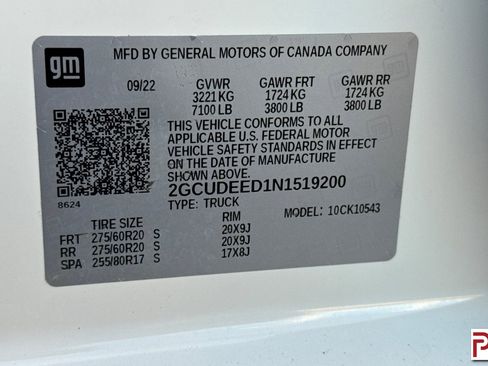 gm
MFD BY GENERAL MOTORS OF CANADA COMPANY
09/22 GVWR GAWR FRT GAWR RR
3221 KG 1724 KG 1724 KG
7100 LB 3800 LB 3800 LB
THIS VEHICLE CONFORMS TO ALL
APPLICABLE U.S. FEDERAL MOTOR
VEHICLE SAFETY STANDARDS IN EFFECT
ON THE DATE OF MANUFACTURE
SHOWN ABOVE.
8624
2GCUDEED1N1519200
TYPE: TRUCK MODEL: 10CK10543
TIRE SIZE RIM
FRT 275/60R20 S 20X9J
RR 275/60R20 S 20X9J
SPA 255/80R17 S 17X8J
P